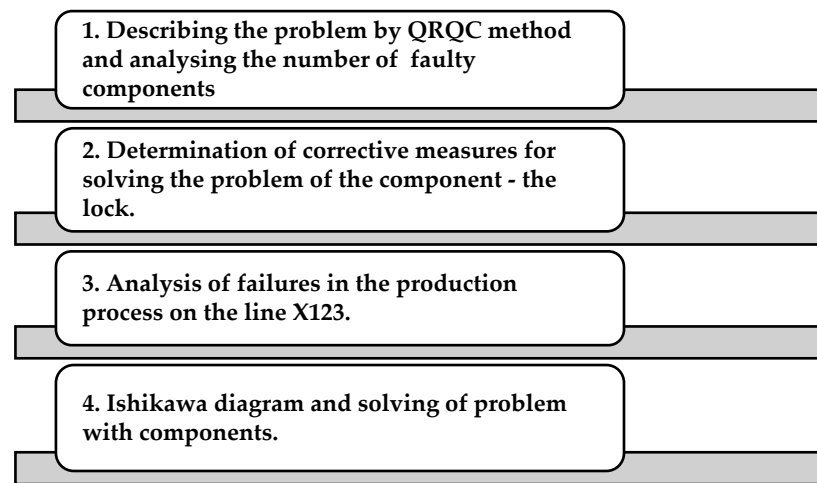 1. Describing the problem by QRQC method
and analysing the number of faulty
components
2. Determination of corrective measures for
solving the problem of the component - the
lock.
3. Analysis of failures in the production
process on the line X123.
4. Ishikawa diagram and solving of problem
with components.